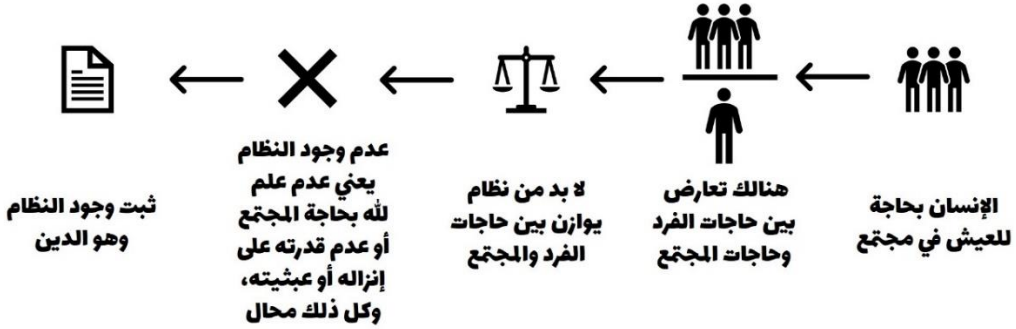 الإنسان بحاجة
للعيش في مجتمع
هنالك تعارض
بين حاجات الفرد
وحاجات المجتمع
لا بد من نظام
يوازن بين حاجات
الفرد والمجتمع
عدم وجود النظام
يعني عدم علم
لله بحاجة المجتمع
أو عدم قدرته على
إنزاله أو عبثيته،
وكل ذلك محال
ثبت وجود النظام
وهو الدين